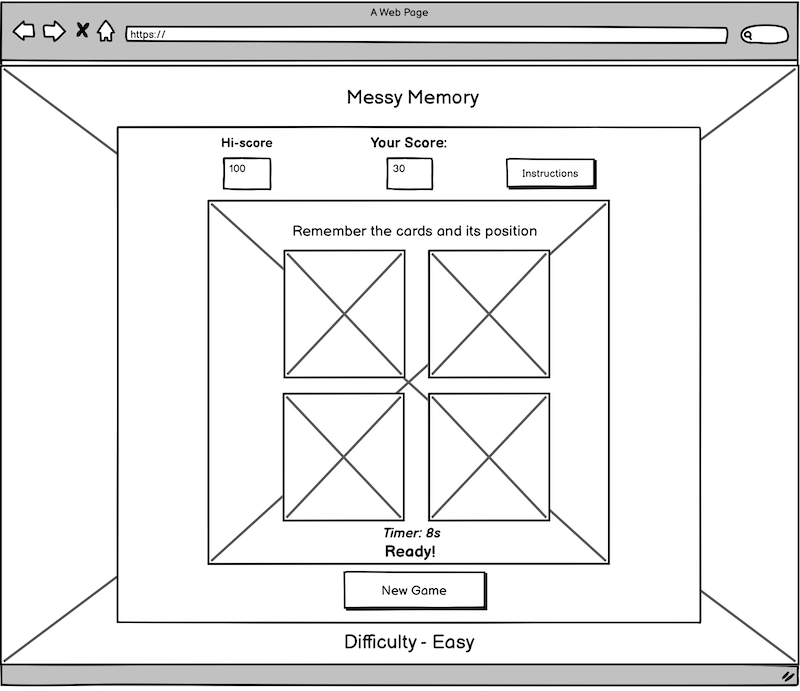 A Web Page
https://
Messy Memory
Hi-score
Your Score:
100
30
Instructions
Remember the cards and its position
Timer: 8s
Ready!
New Game
Difficulty - Easy